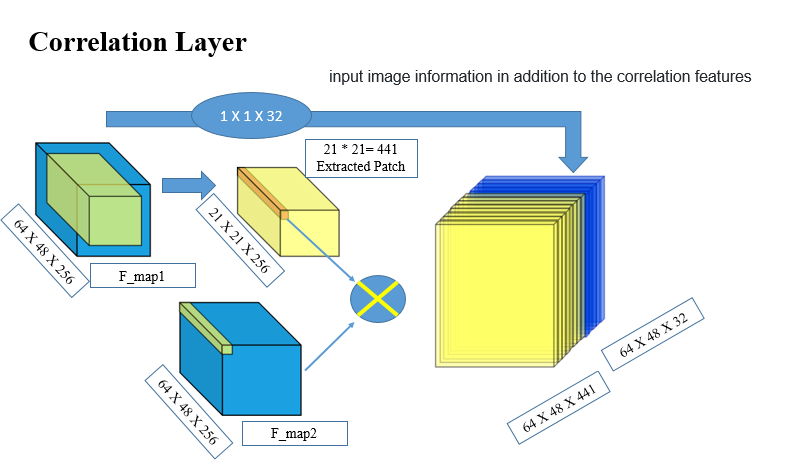 Correlation Layer
input image information in addition to the correlation features
1 X 1 X 32
21 * 21= 441
Extracted Patch
64 X 48 X 256
F_map1
21 X 21 X 256
64 X 48 X 256
F_map2
64 X 48 X 32
64 X 48 X 441